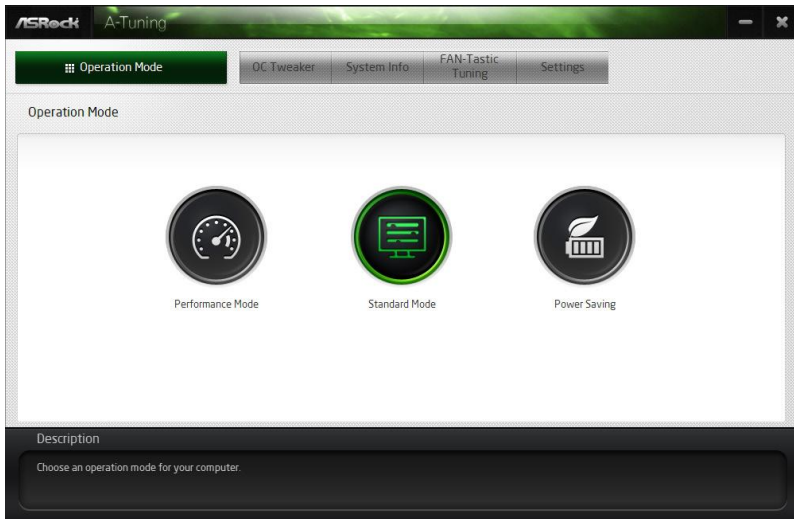 ASRock A-Tuning
Operation Mode OC Tweaker System Info FAN-Tastic Tuning Settings
Operation Mode
Performance Mode Standard Mode Power Saving
Description
Choose an operation mode for your computer.